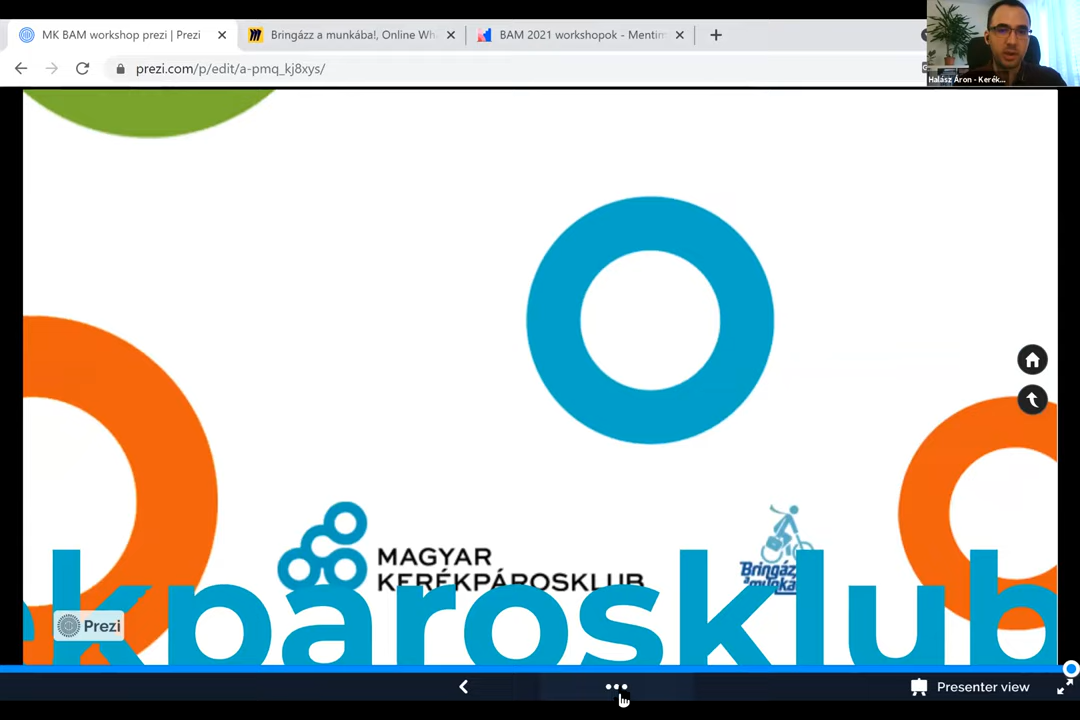 MK BAM workshop prezi | Prezi
Bringázz a munkába!, Online Wh
BAM 2021 workshopok - Mentim
prezi.com/p/edit/a-pmq_kj8xys/
Halász Áron - Kerék...
MAGYAR
KERÉKPÁROSKLUB
Bringázz
a munká
kpárosklub
Prezi
Presenter view